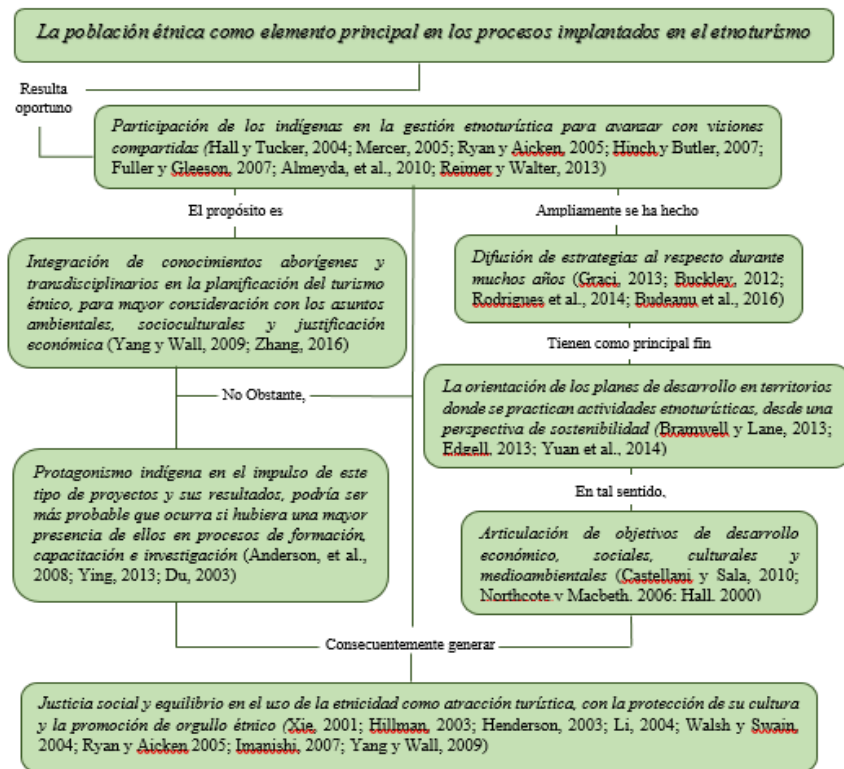 La población étnica como elemento principal en los procesos implantados en el etnoturísmo
Resulta
oportuno
Participación de los indígenas en la gestión etnoturística para avanzar con visiones
compartidas (Hall y Tucker, 2004; Mercer, 2005; Ryan y Aicken, 2005; Hinch y Butler, 2007;
Fuller y Gleeson, 2007; Almeyda, et al., 2010; Reimer y Walter, 2013)
El propósito es
Ampliamente se ha hecho
Integración de conocimientos aborígenes y
transdisciplinarios en la planificación del turismo
étnico, para mayor consideración con los asuntos
ambientales, socioculturales y justificación
económica (Yang y Wall, 2009; Zhang, 2016)
Difusión de estrategias al respecto durante
muchos años (Graci, 2013; Buckley, 2012;
Rodrigues et al., 2014; Budeanu et al., 2016)
Tienen como principal fin
No Obstante,
La orientación de los planes de desarrollo en territorios
donde se practican actividades etnoturísticas, desde una
perspectiva de sostenibilidad (Bramwell y Lane, 2013;
Edgell, 2013; Yuan et al., 2014)
Protagonismo indígena en el impulso de este
tipo de proyectos y sus resultados, podría ser
más probable que ocurra si hubiera una mayor
presencia de ellos en procesos de formación,
capacitación e investigación (Anderson, et al.,
2008; Ying, 2013; Du, 2003)
En tal sentido,
Articulación de objetivos de desarrollo
económico, sociales, culturales y
medioambientales (Castellani y Sala, 2010;
Northcote y Macbeth, 2006; Hall, 2000)
Consecuentemente generar
Justicia social y equilibrio en el uso de la etnicidad como atracción turística, con la protección de su cultura
y la promoción de orgullo étnico (Xie, 2001; Hillman, 2003; Henderson, 2003; Li, 2004; Walsh y Swain,
2004; Ryan y Aicken 2005; Imanishi, 2007; Yang y Wall, 2009)